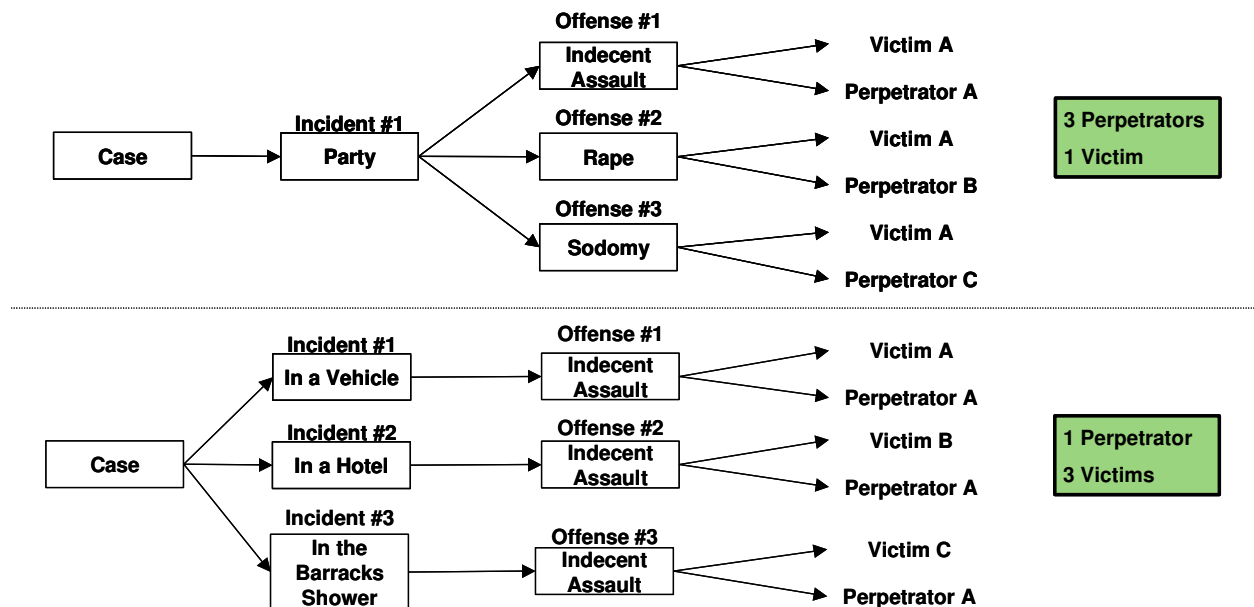 Offense #1
Indecent
Assault
Victim A
Perpetrator A
Case
Incident #1
Party
Offense #2
Rape
Victim A
Perpetrator B
3 Perpetrators
1 Victim
Offense #3
Sodomy
Victim A
Perpetrator C
Incident #1
In a Vehicle
Offense #1
Indecent
Assault
Victim A
Perpetrator A
Case
Incident #2
In a Hotel
Offense #2
Indecent
Assault
Victim B
Perpetrator A
1 Perpetrator
3 Victims
Incident #3
In the
Barracks
Shower
Offense #3
Indecent
Assault
Victim C
Perpetrator A